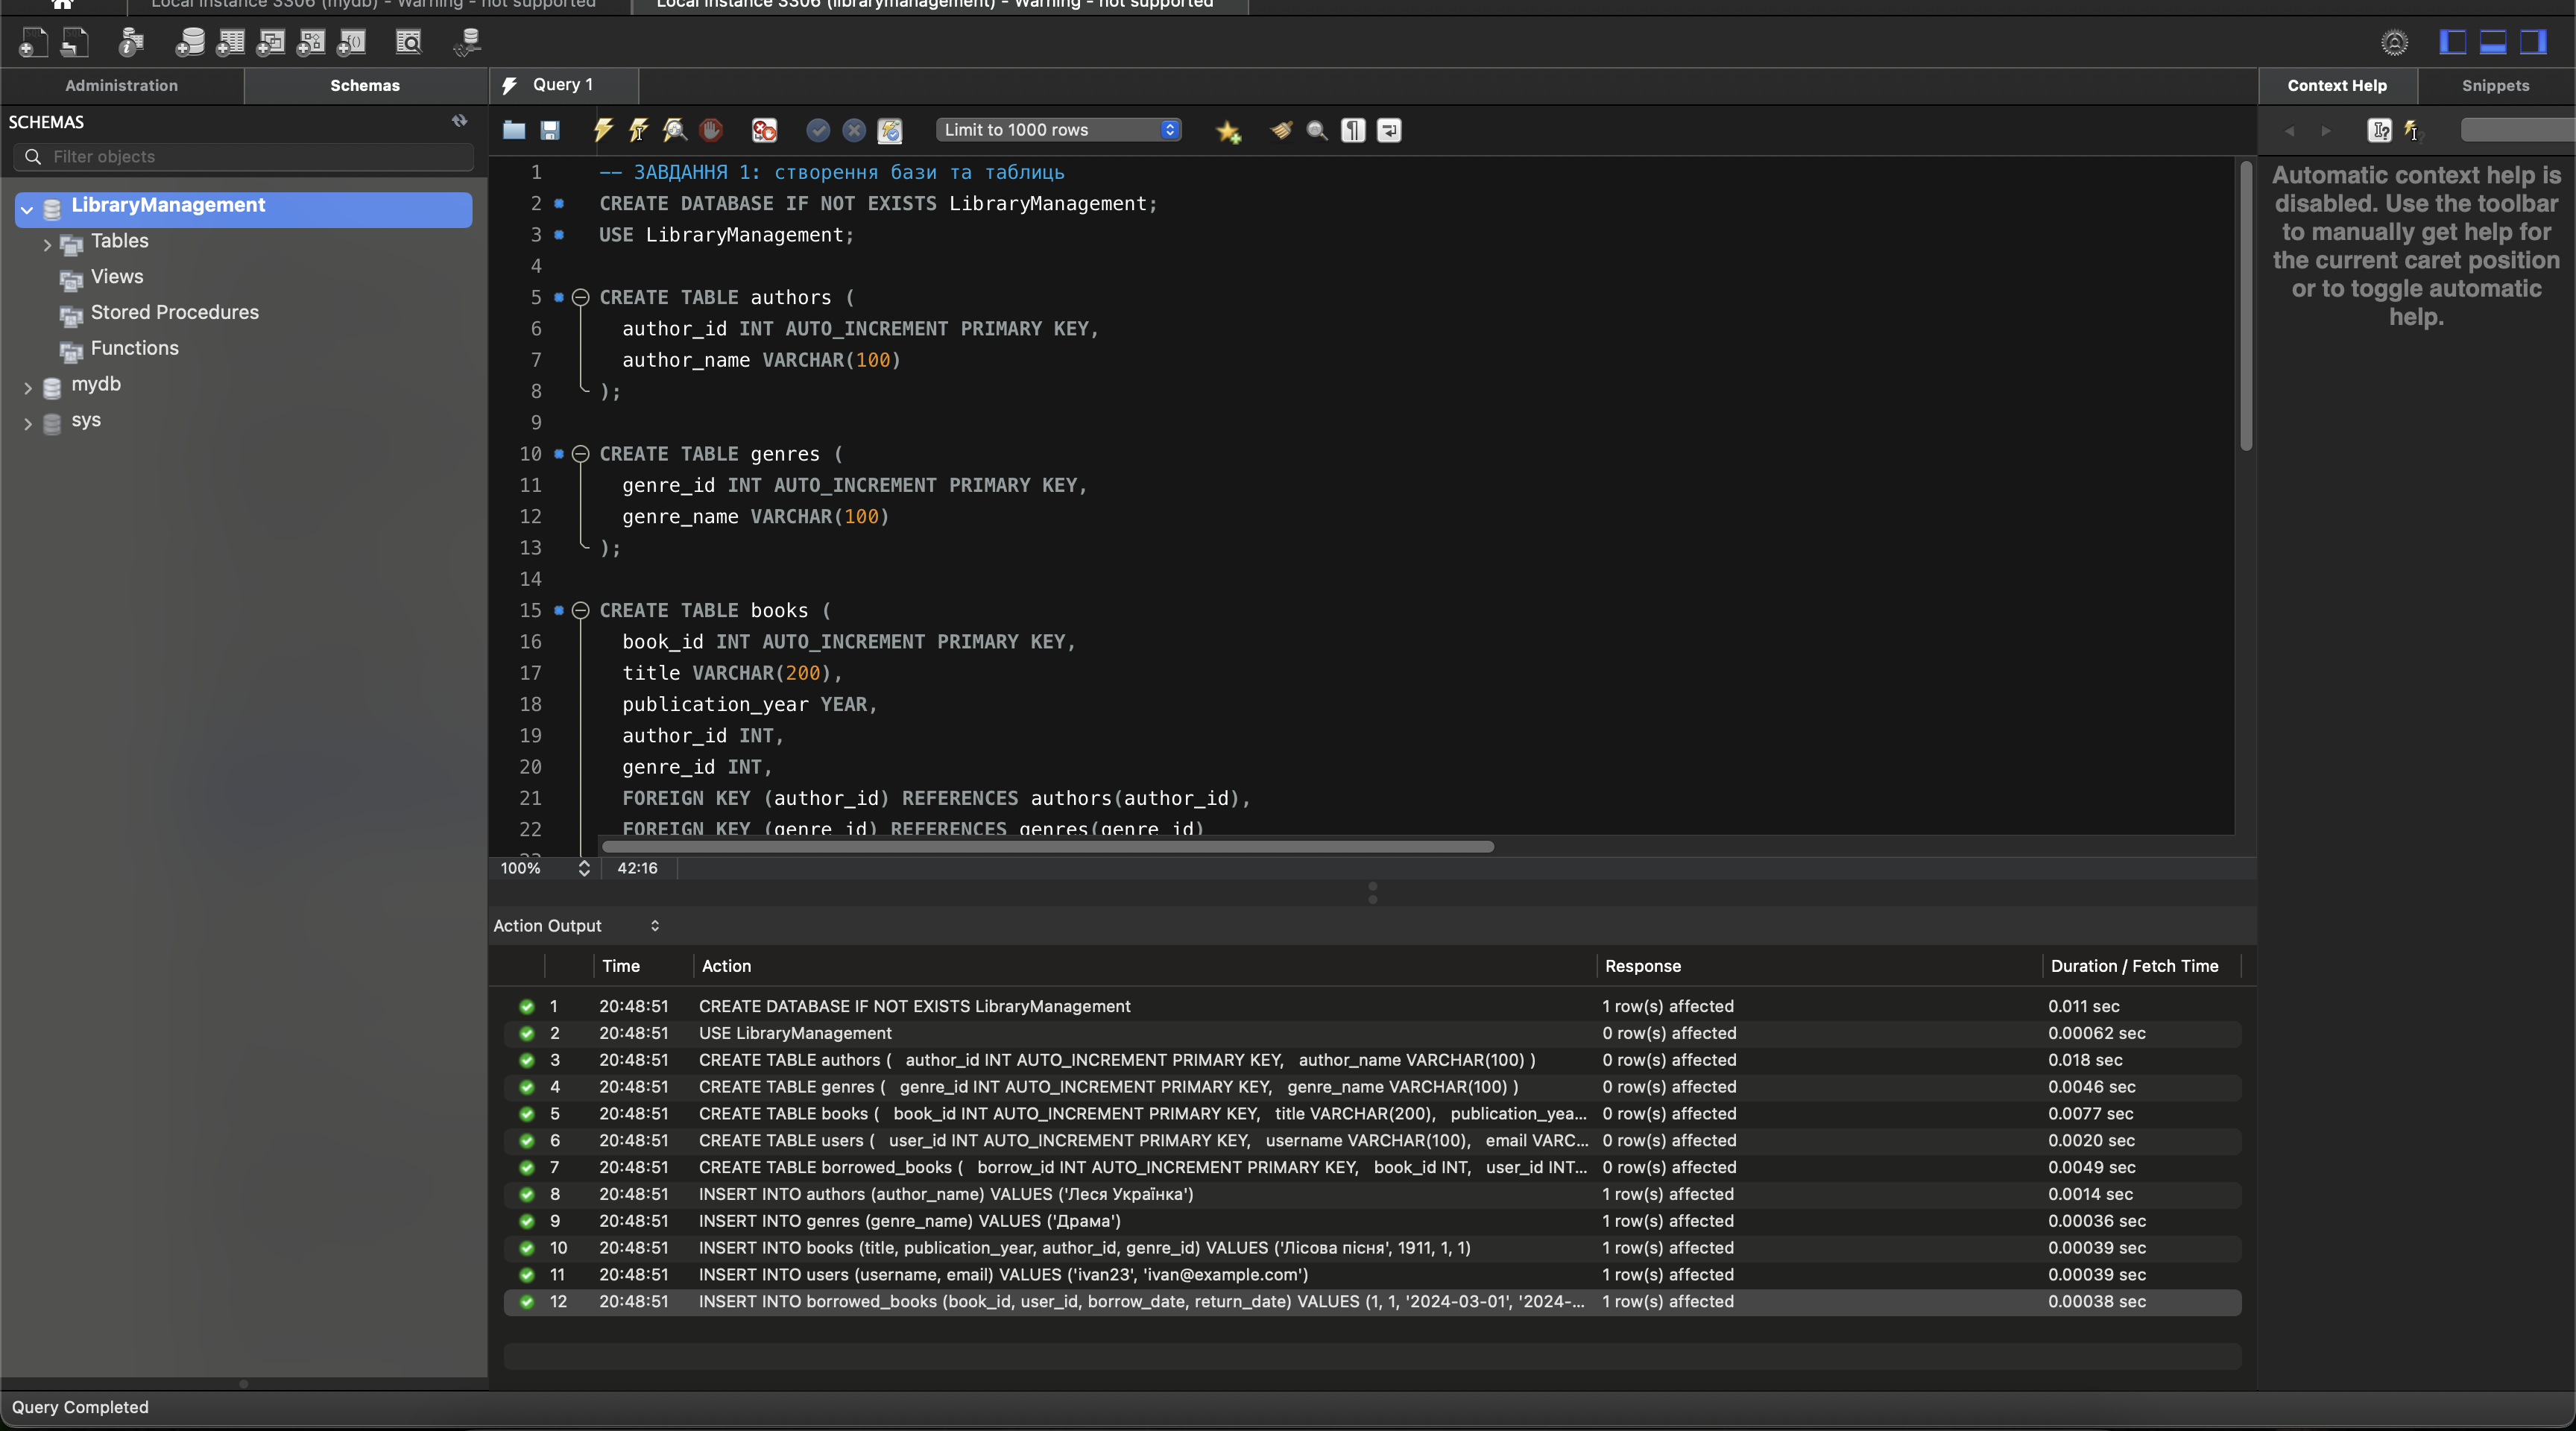 Local instance 3306 (mydb) - Warning - not supported
Local instance 3306 (librarymanagement) - Warning - not supported
Administration
Schemas
Query 1
Context Help
Snippets
SCHEMAS
Filter objects
Limit to 1000 rows
LibraryManagement
Tables
Views
Stored Procedures
Functions
mydb
sys
1 -- ЗАВДАННЯ 1: створення бази та таблиць
2 CREATE DATABASE IF NOT EXISTS LibraryManagement;
3 USE LibraryManagement;
4
5 CREATE TABLE authors (
6 author_id INT AUTO_INCREMENT PRIMARY KEY,
7 author_name VARCHAR(100)
8 );
9
10 CREATE TABLE genres (
11 genre_id INT AUTO_INCREMENT PRIMARY KEY,
12 genre_name VARCHAR(100)
13 );
14
15 CREATE TABLE books (
16 book_id INT AUTO_INCREMENT PRIMARY KEY,
17 title VARCHAR(200),
18 publication_year YEAR,
19 author_id INT,
20 genre_id INT,
21 FOREIGN KEY (author_id) REFERENCES authors(author_id),
22 FOREIGN KEY (genre_id) REFERENCES genres(genre_id)
23
Automatic context help is
disabled. Use the toolbar
to manually get help for
the current caret position
or to toggle automatic
help.
100% 42:16
Action Output
Time Action Response Duration / Fetch Time
1 20:48:51 CREATE DATABASE IF NOT EXISTS LibraryManagement 1 row(s) affected 0.011 sec
2 20:48:51 USE LibraryManagement 0 row(s) affected 0.00062 sec
3 20:48:51 CREATE TABLE authors ( author_id INT AUTO_INCREMENT PRIMARY KEY, author_name VARCHAR(100) ) 0 row(s) affected 0.018 sec
4 20:48:51 CREATE TABLE genres ( genre_id INT AUTO_INCREMENT PRIMARY KEY, genre_name VARCHAR(100) ) 0 row(s) affected 0.0046 sec
5 20:48:51 CREATE TABLE books ( book_id INT AUTO_INCREMENT PRIMARY KEY, title VARCHAR(200), publication_yea... 0 row(s) affected 0.0077 sec
6 20:48:51 CREATE TABLE users ( user_id INT AUTO_INCREMENT PRIMARY KEY, username VARCHAR(100), email VARC... 0 row(s) affected 0.0020 sec
7 20:48:51 CREATE TABLE borrowed_books ( borrow_id INT AUTO_INCREMENT PRIMARY KEY, book_id INT, user_id INT... 0 row(s) affected 0.0049 sec
8 20:48:51 INSERT INTO authors (author_name) VALUES ('Леся Українка') 1 row(s) affected 0.0014 sec
9 20:48:51 INSERT INTO genres (genre_name) VALUES ('Драма') 1 row(s) affected 0.00036 sec
10 20:48:51 INSERT INTO books (title, publication_year, author_id, genre_id) VALUES ('Лісова пісня', 1911, 1, 1) 1 row(s) affected 0.00039 sec
11 20:48:51 INSERT INTO users (username, email) VALUES ('ivan23', 'ivan@example.com') 1 row(s) affected 0.00039 sec
12 20:48:51 INSERT INTO borrowed_books (book_id, user_id, borrow_date, return_date) VALUES (1, 1, '2024-03-01', '2024-... 1 row(s) affected 0.00038 sec
Query Completed